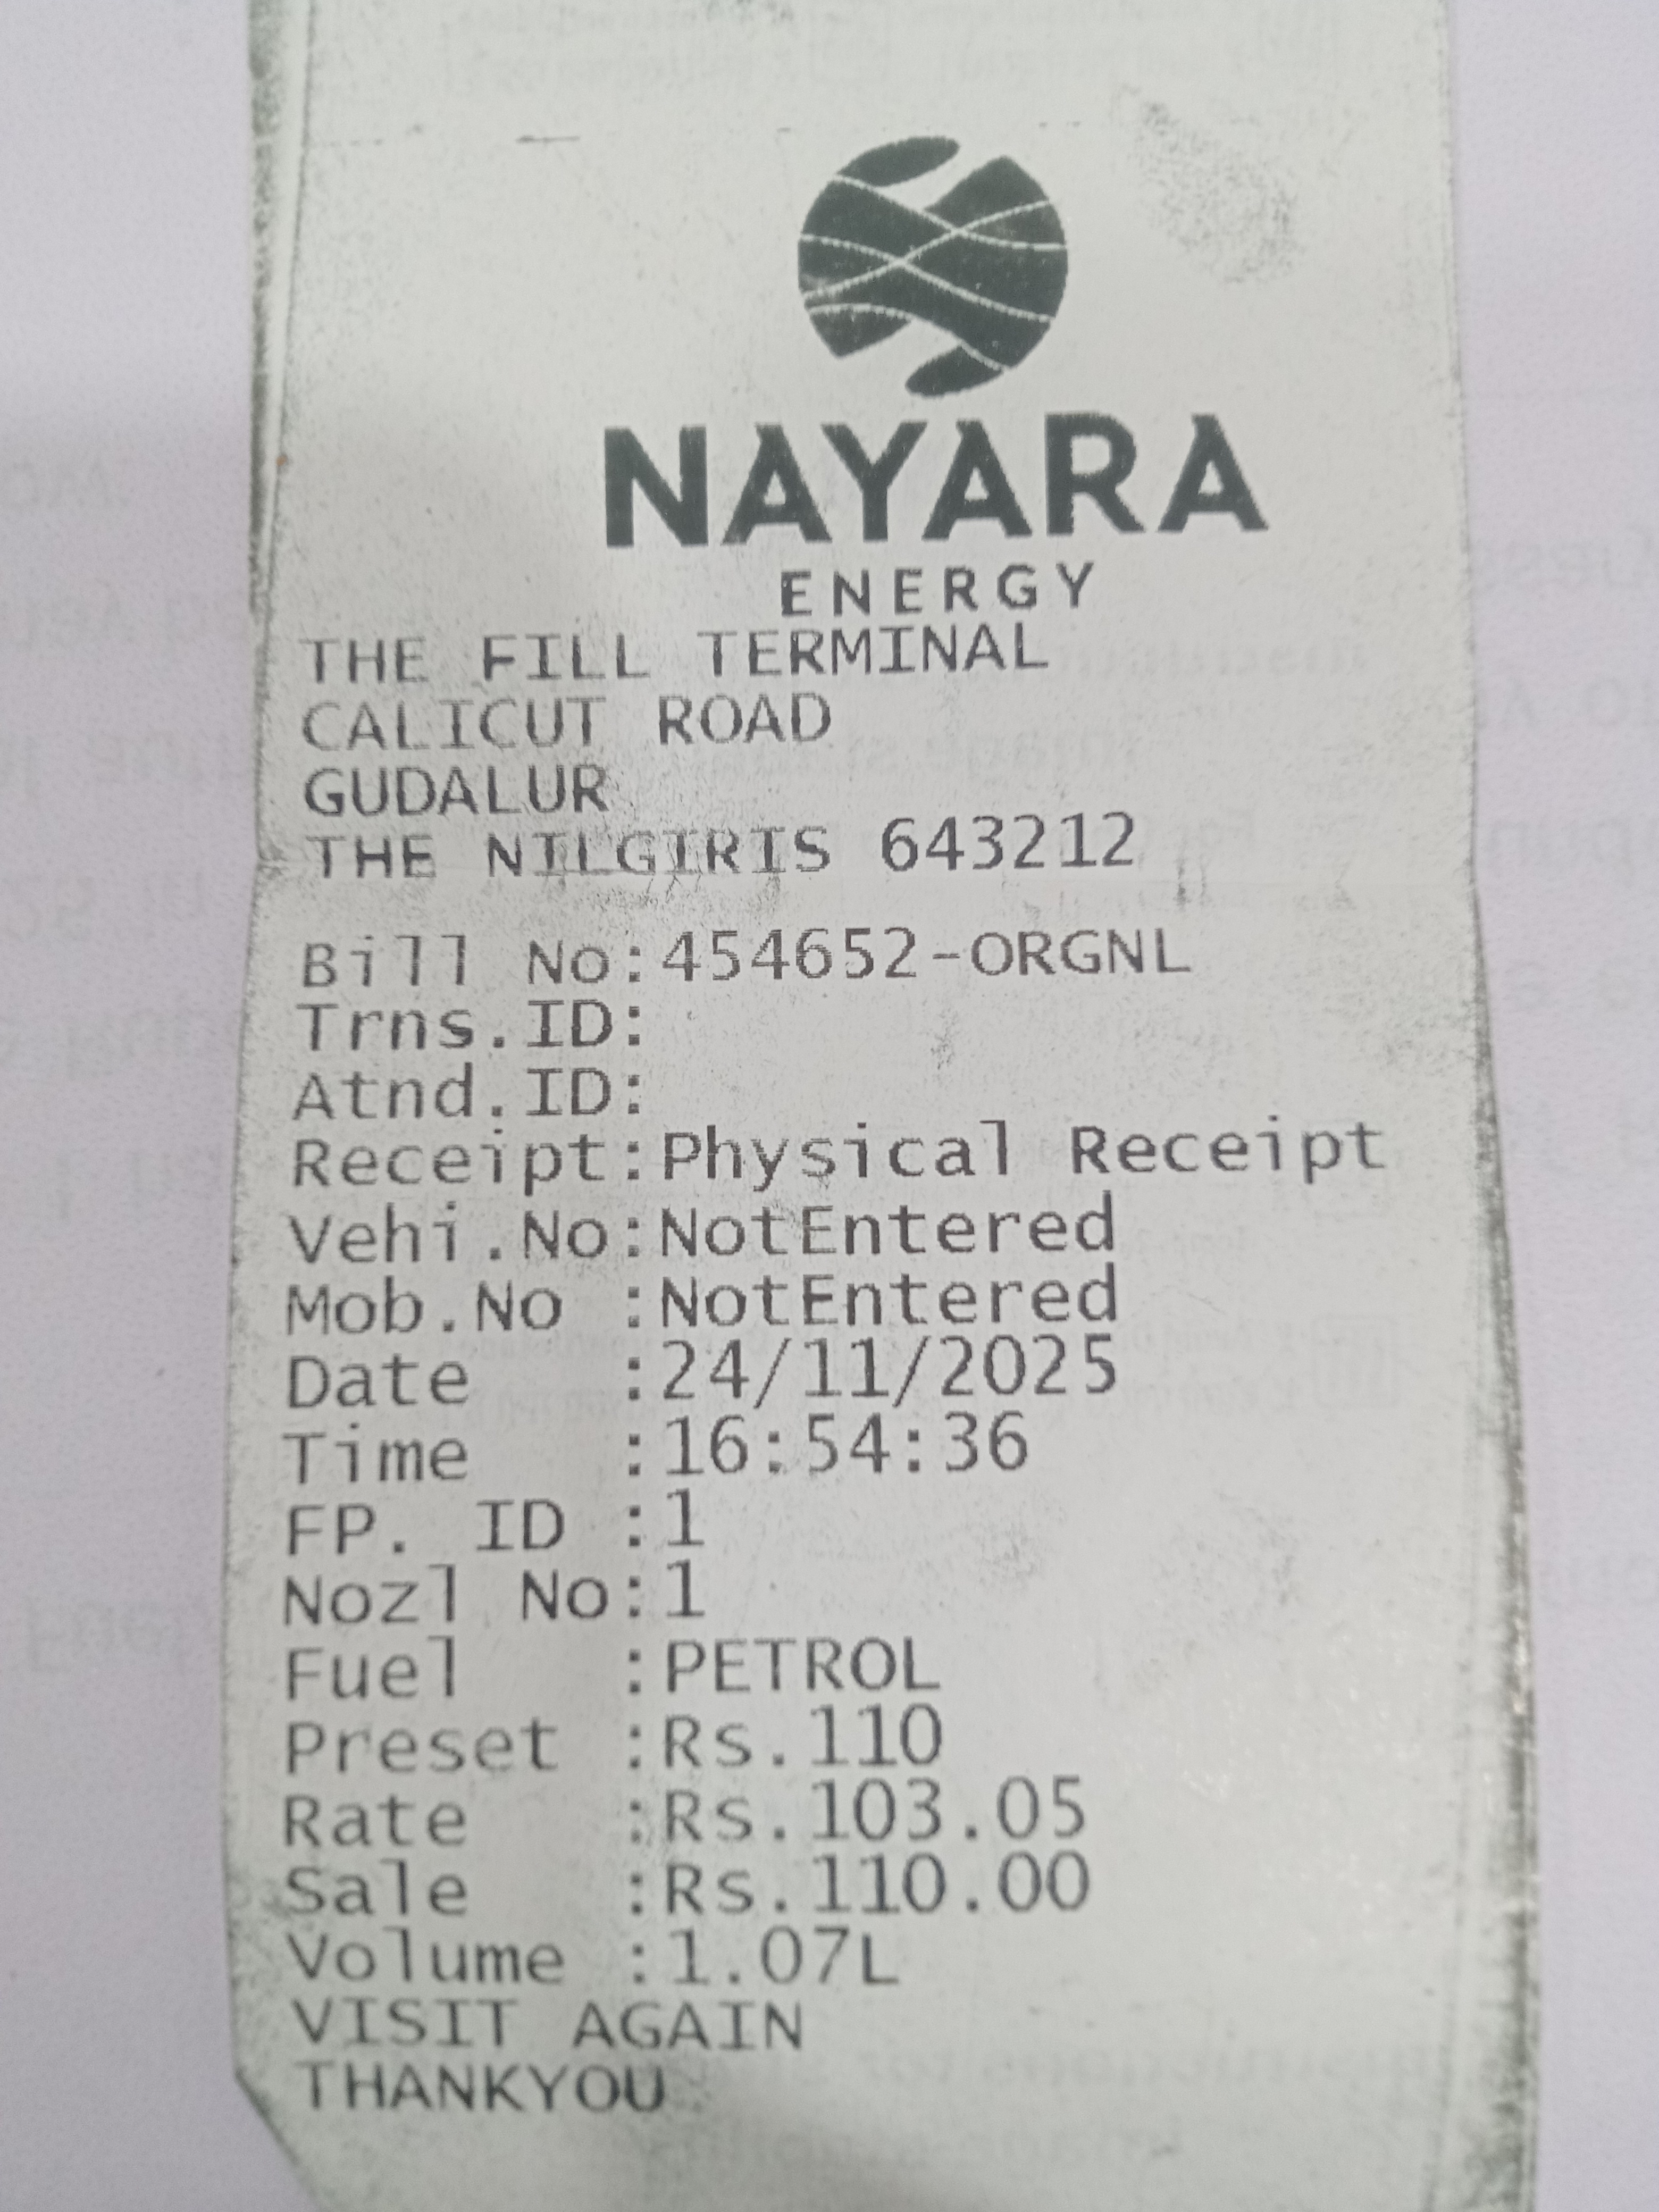 NAYARA
ENERGY
THE FILL TERMINAL
CALICUT ROAD
GUDALUR
THE NILGIRIS 643212
Bill No:454652-ORGNL
Trns.ID:
Atnd.ID:
Receipt:Physical Receipt
Vehi.No:NotEntered
Mob.No :NotEntered
Date :24/11/2025
Time :16:54:36
FP. ID :1
Nozl No:1
Fuel :PETROL
Preset :Rs.110
Rate :Rs.103.05
Sale :Rs.110.00
Volume :1.07L
VISIT AGAIN
THANKYOU